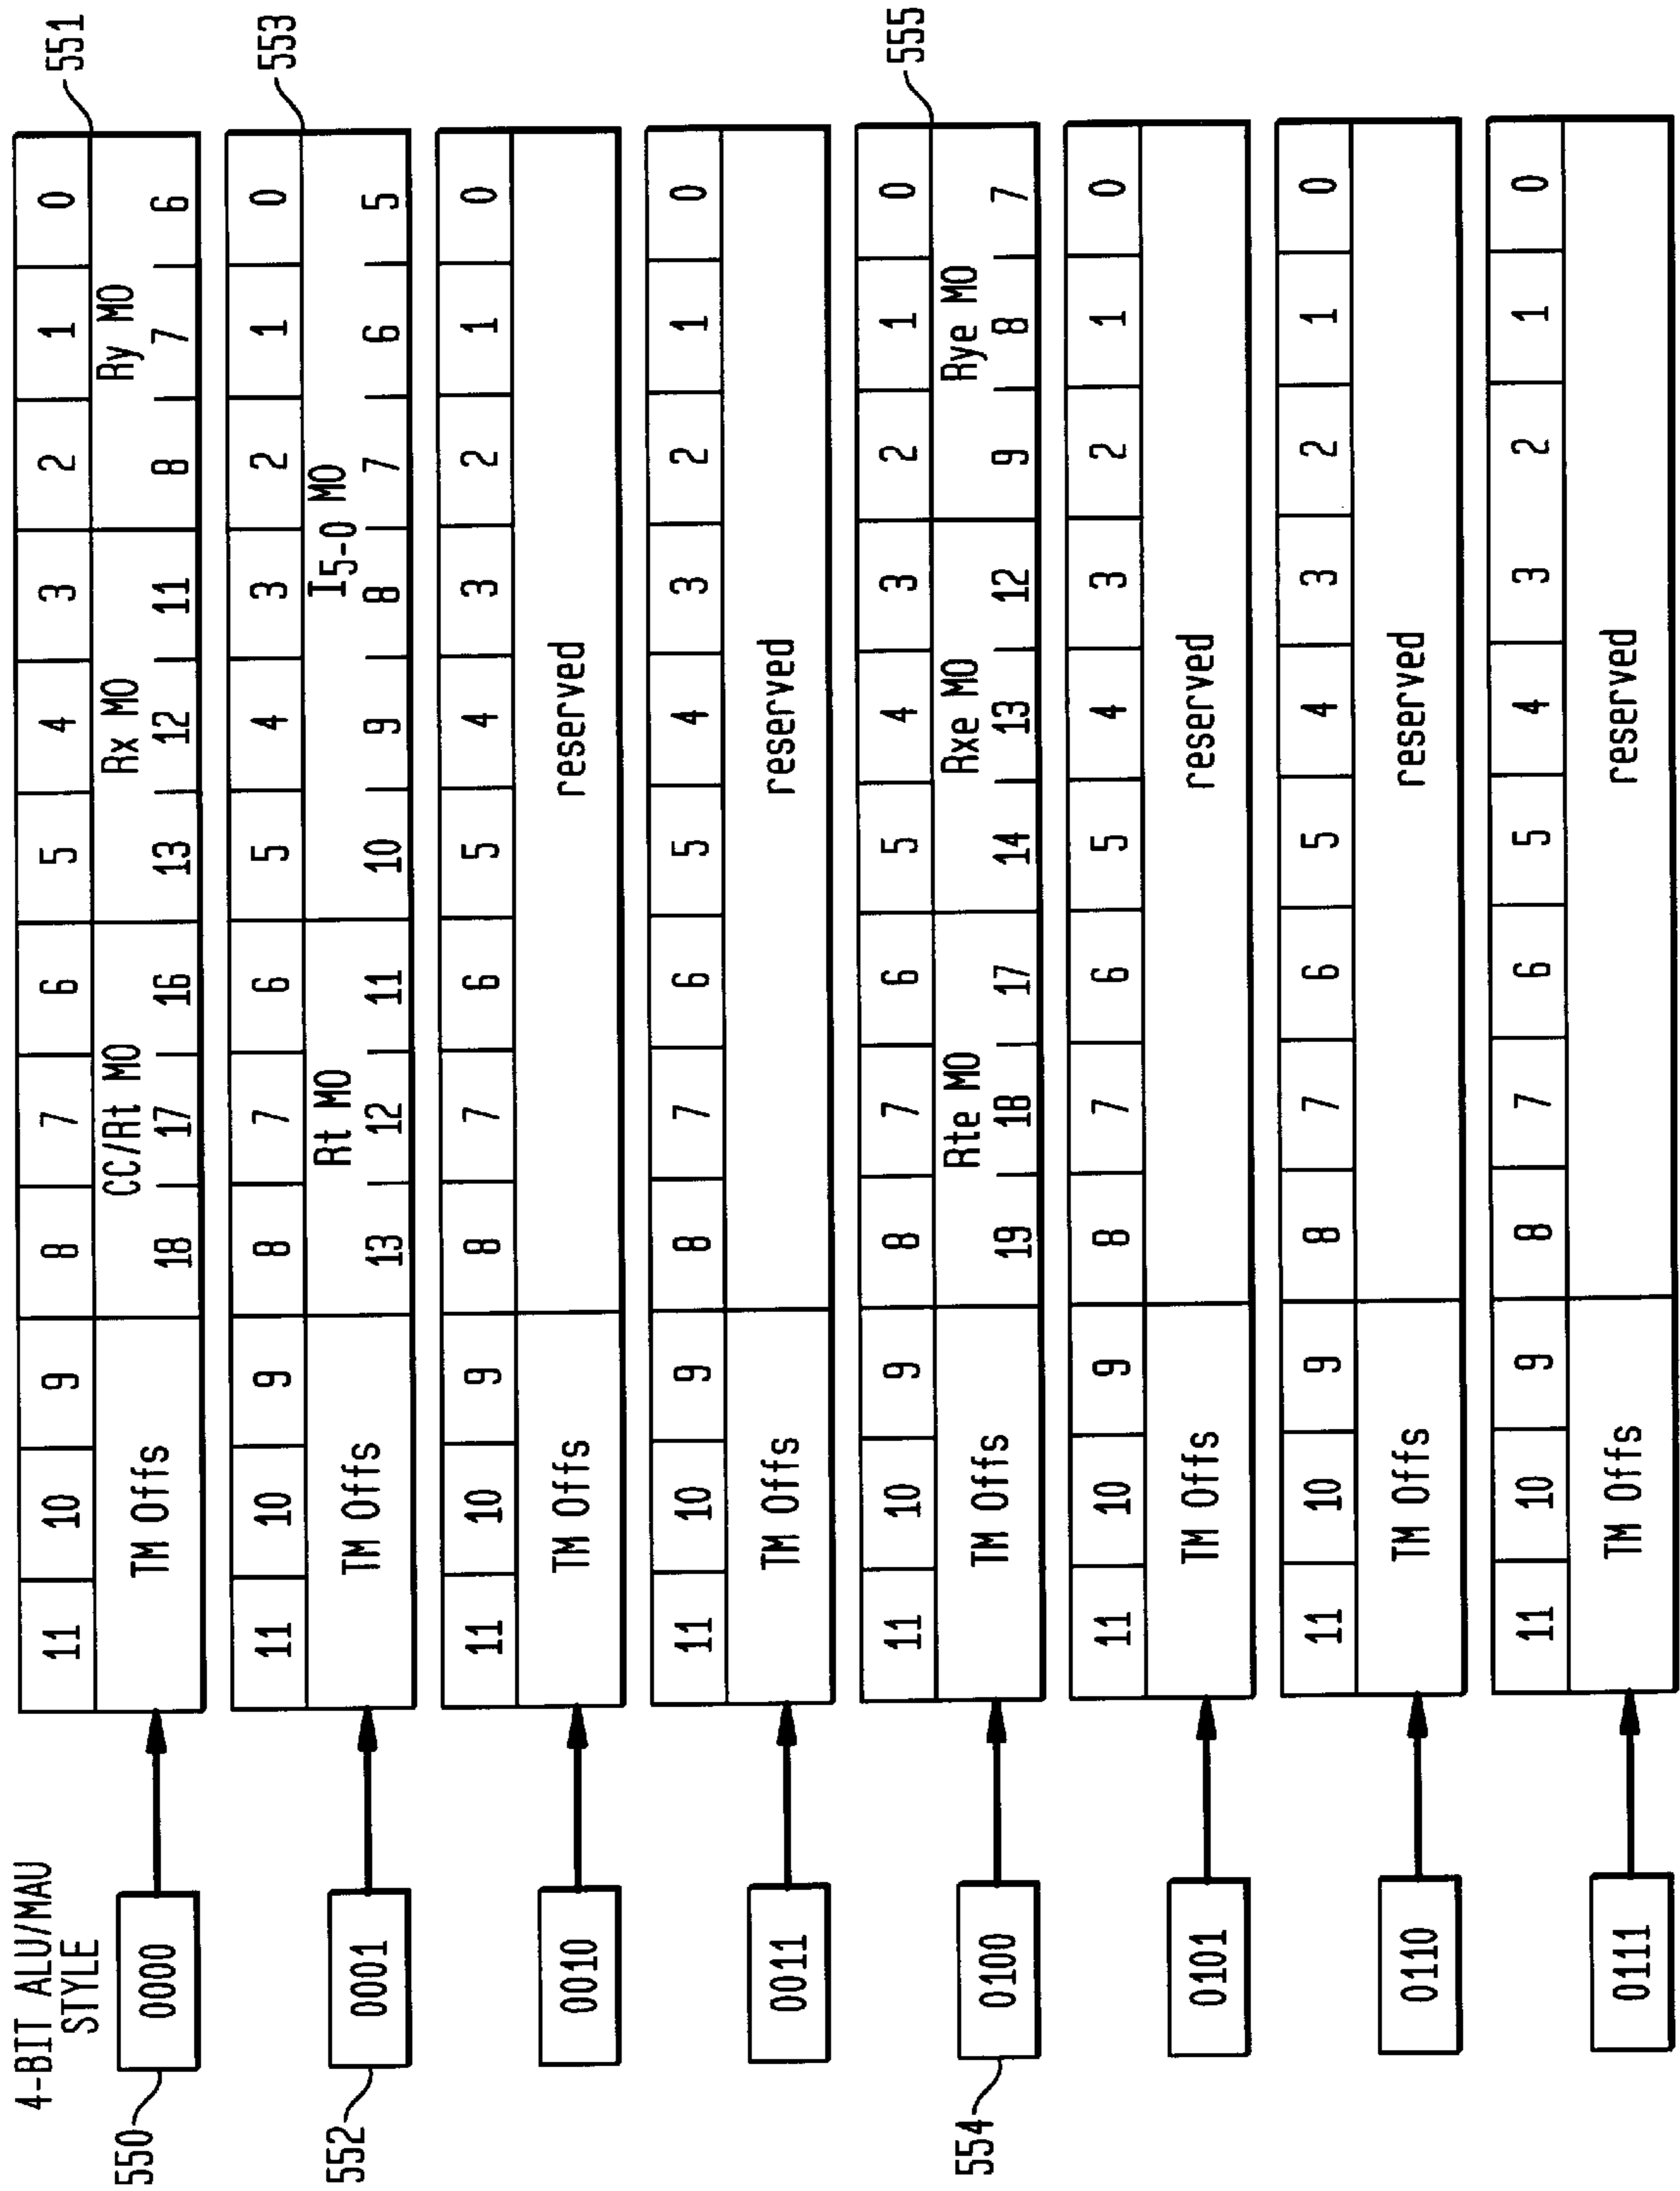 4-BIT ALU/MAU
STYLE
550
0000
551
11 10 9 8 7 6 5 4 3 2 1 0
TM Offs CC/Rt M0 Rx M0 Ry M0
18 17 16 13 12 11 8 7 6
552
0001
553
11 10 9 8 7 6 5 4 3 2 1 0
TM Offs Rt M0 I5-0 M0
13 12 11 10 9 8 7 6 5
0010
11 10 9 8 7 6 5 4 3 2 1 0
TM Offs reserved
0011
11 10 9 8 7 6 5 4 3 2 1 0
TM Offs reserved
554
0100
555
11 10 9 8 7 6 5 4 3 2 1 0
TM Offs Rte M0 Rxe M0 Rye M0
19 18 17 14 13 12 9 8 7
0101
11 10 9 8 7 6 5 4 3 2 1 0
TM Offs reserved
0110
11 10 9 8 7 6 5 4 3 2 1 0
TM Offs reserved
0111
11 10 9 8 7 6 5 4 3 2 1 0
TM Offs reserved